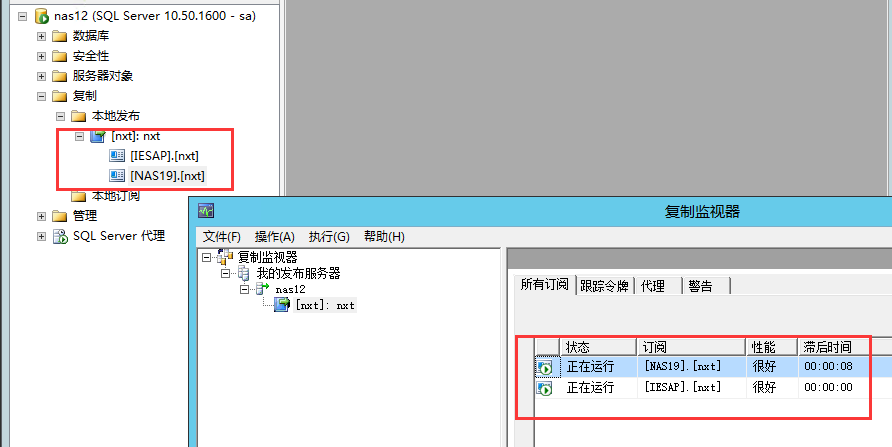 nas12 (SQL Server 10.50.1600 - sa)
数据库
安全性
服务器对象
复制
本地发布
[nxt]: nxt
[IESAP].[nxt]
[NAS19].[nxt]
本地订阅
管理
SQL Server 代理
复制监视器
文件(F) 操作(A) 执行(G) 帮助(H)
复制监视器
我的发布服务器
nas12
[nxt]: nxt
所有订阅 跟踪令牌 代理 警告
状态 订阅 性能 滞后时间
正在运行 [NAS19].[nxt] 很好 00:00:08
正在运行 [IESAP].[nxt] 很好 00:00:00